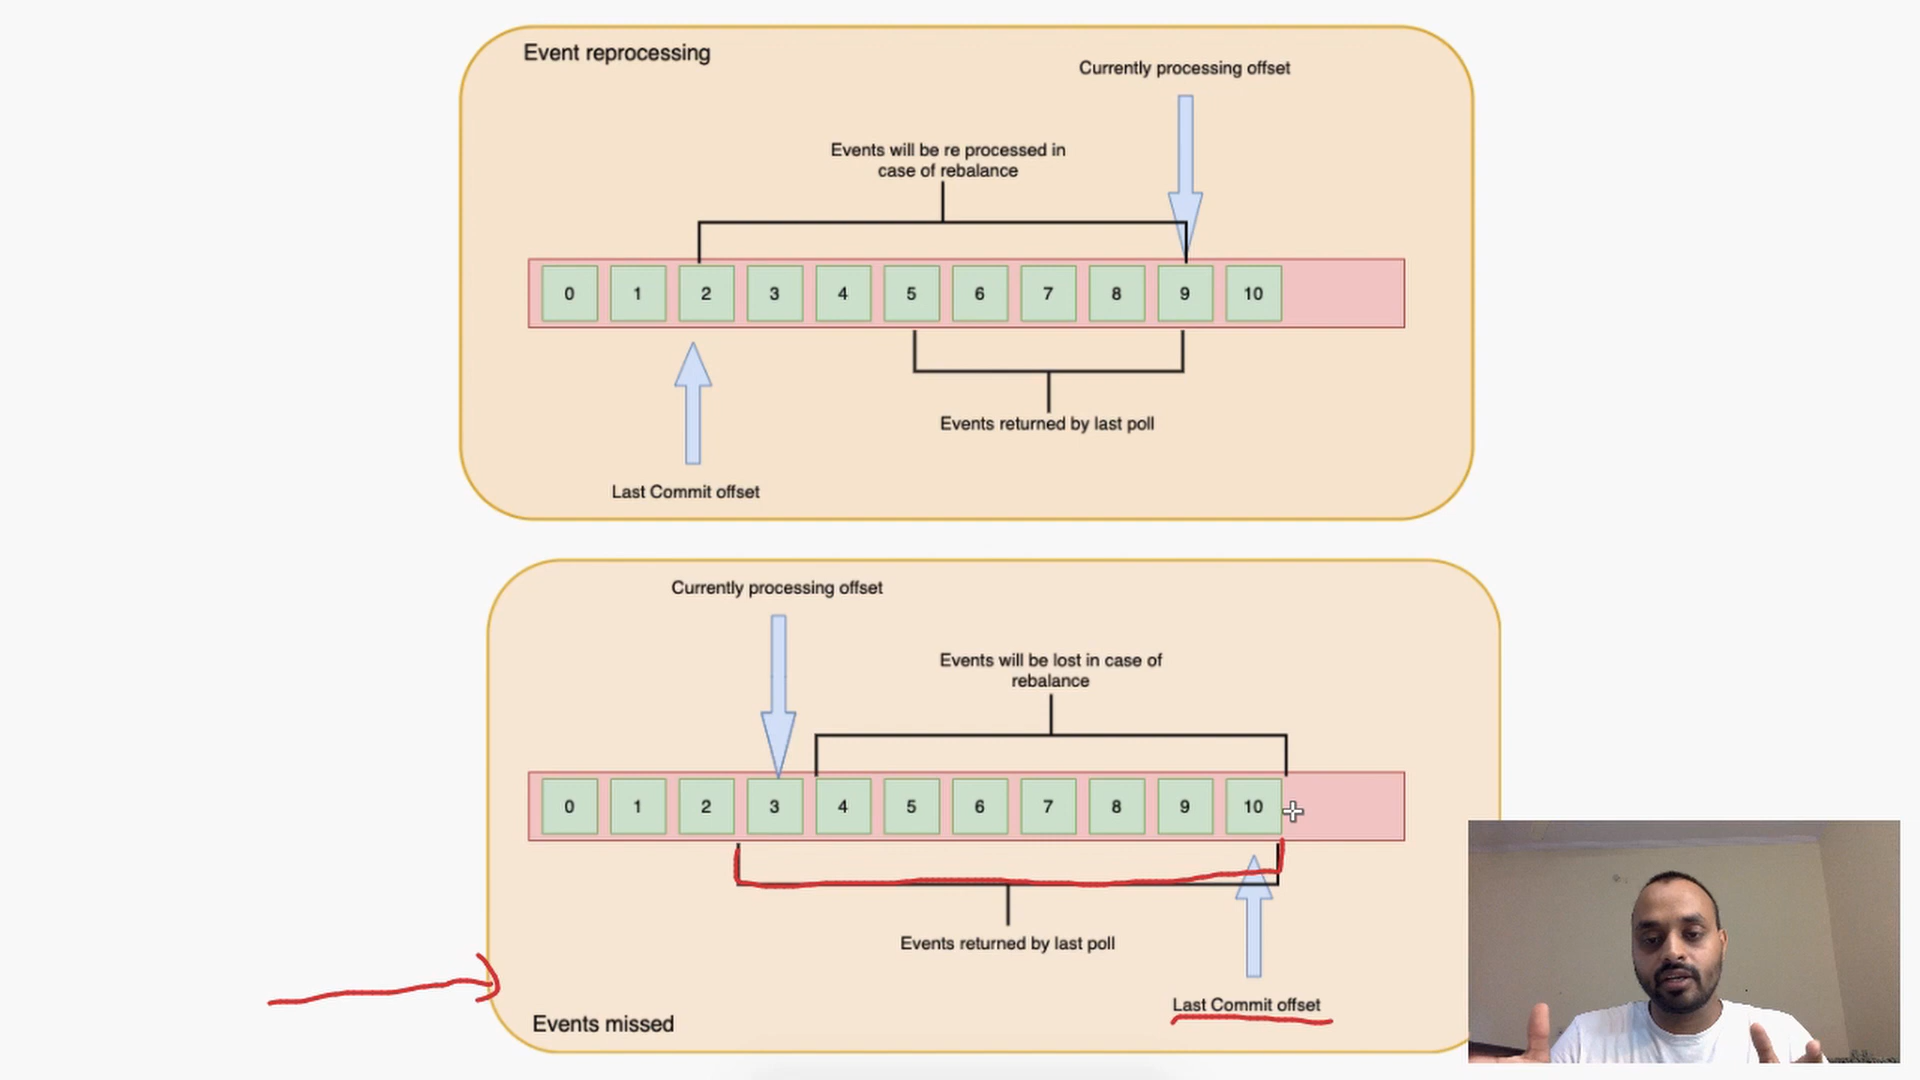 Event reprocessing
Currently processing offset
Events will be re processed in
case of rebalance
0 1 2 3 4 5 6 7 8 9 10
Events returned by last poll
Last Commit offset
Currently processing offset
Events will be lost in case of
rebalance
0 1 2 3 4 5 6 7 8 9 10
Events returned by last poll
Last Commit offset
Events missed